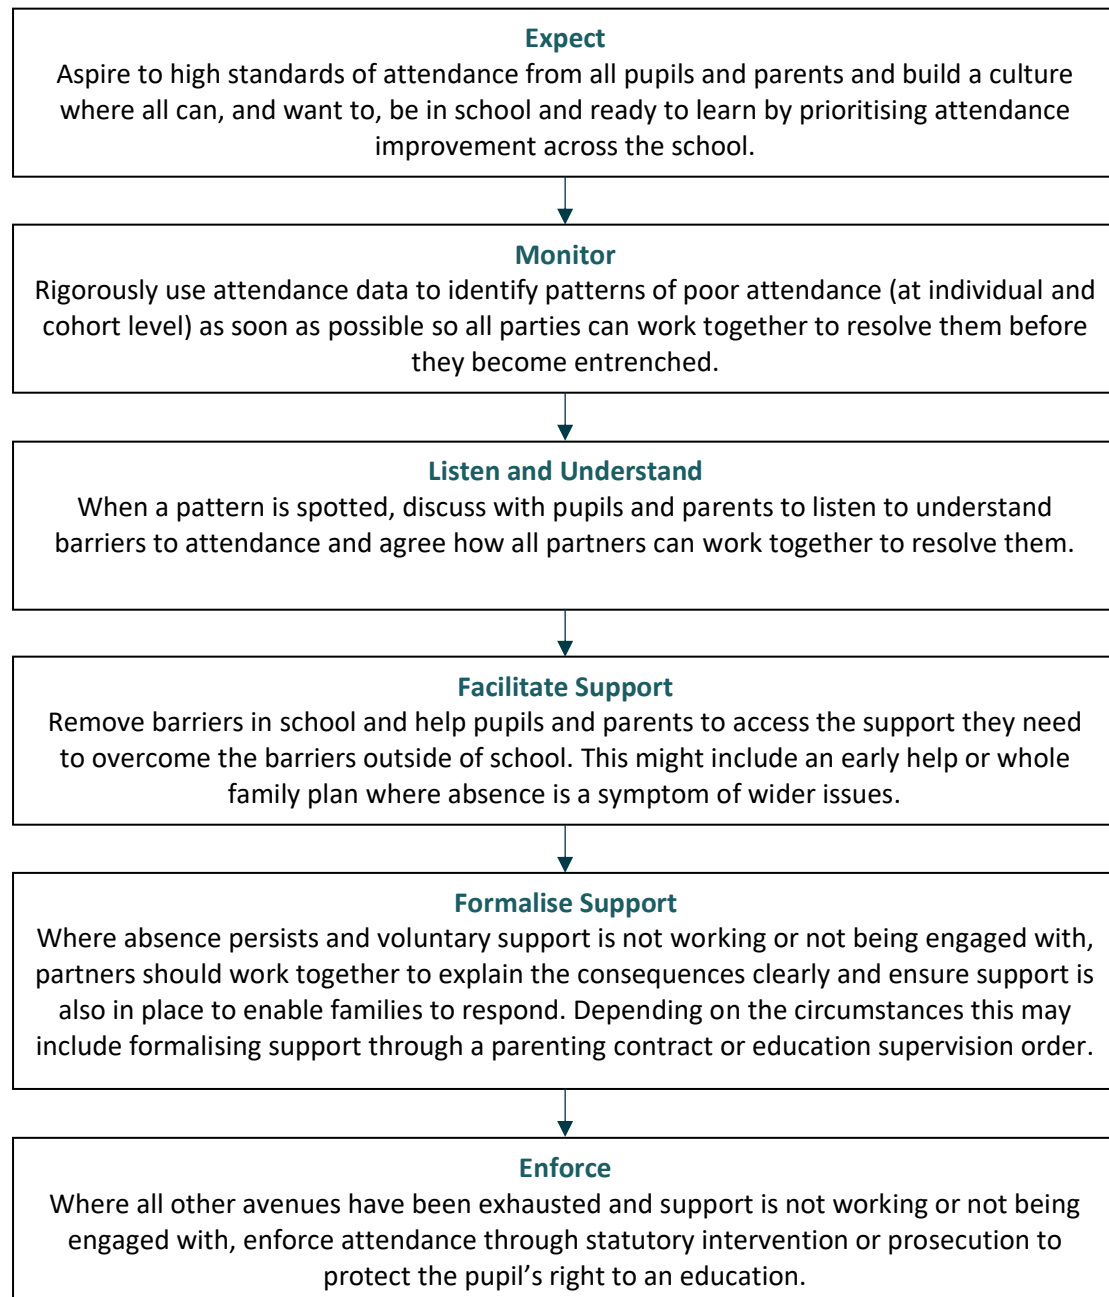 Expect
Aspire to high standards of attendance from all pupils and parents and build a culture
where all can, and want to, be in school and ready to learn by prioritising attendance
improvement across the school.
Monitor
Rigorously use attendance data to identify patterns of poor attendance (at individual and
cohort level) as soon as possible so all parties can work together to resolve them before
they become entrenched.
Listen and Understand
When a pattern is spotted, discuss with pupils and parents to listen to understand
barriers to attendance and agree how all partners can work together to resolve them.
Facilitate Support
Remove barriers in school and help pupils and parents to access the support they need
to overcome the barriers outside of school. This might include an early help or whole
family plan where absence is a symptom of wider issues.
Formalise Support
Where absence persists and voluntary support is not working or not being engaged with,
partners should work together to explain the consequences clearly and ensure support is
also in place to enable families to respond. Depending on the circumstances this may
include formalising support through a parenting contract or education supervision order.
Enforce
Where all other avenues have been exhausted and support is not working or not being
engaged with, enforce attendance through statutory intervention or prosecution to
protect the pupil’s right to an education.